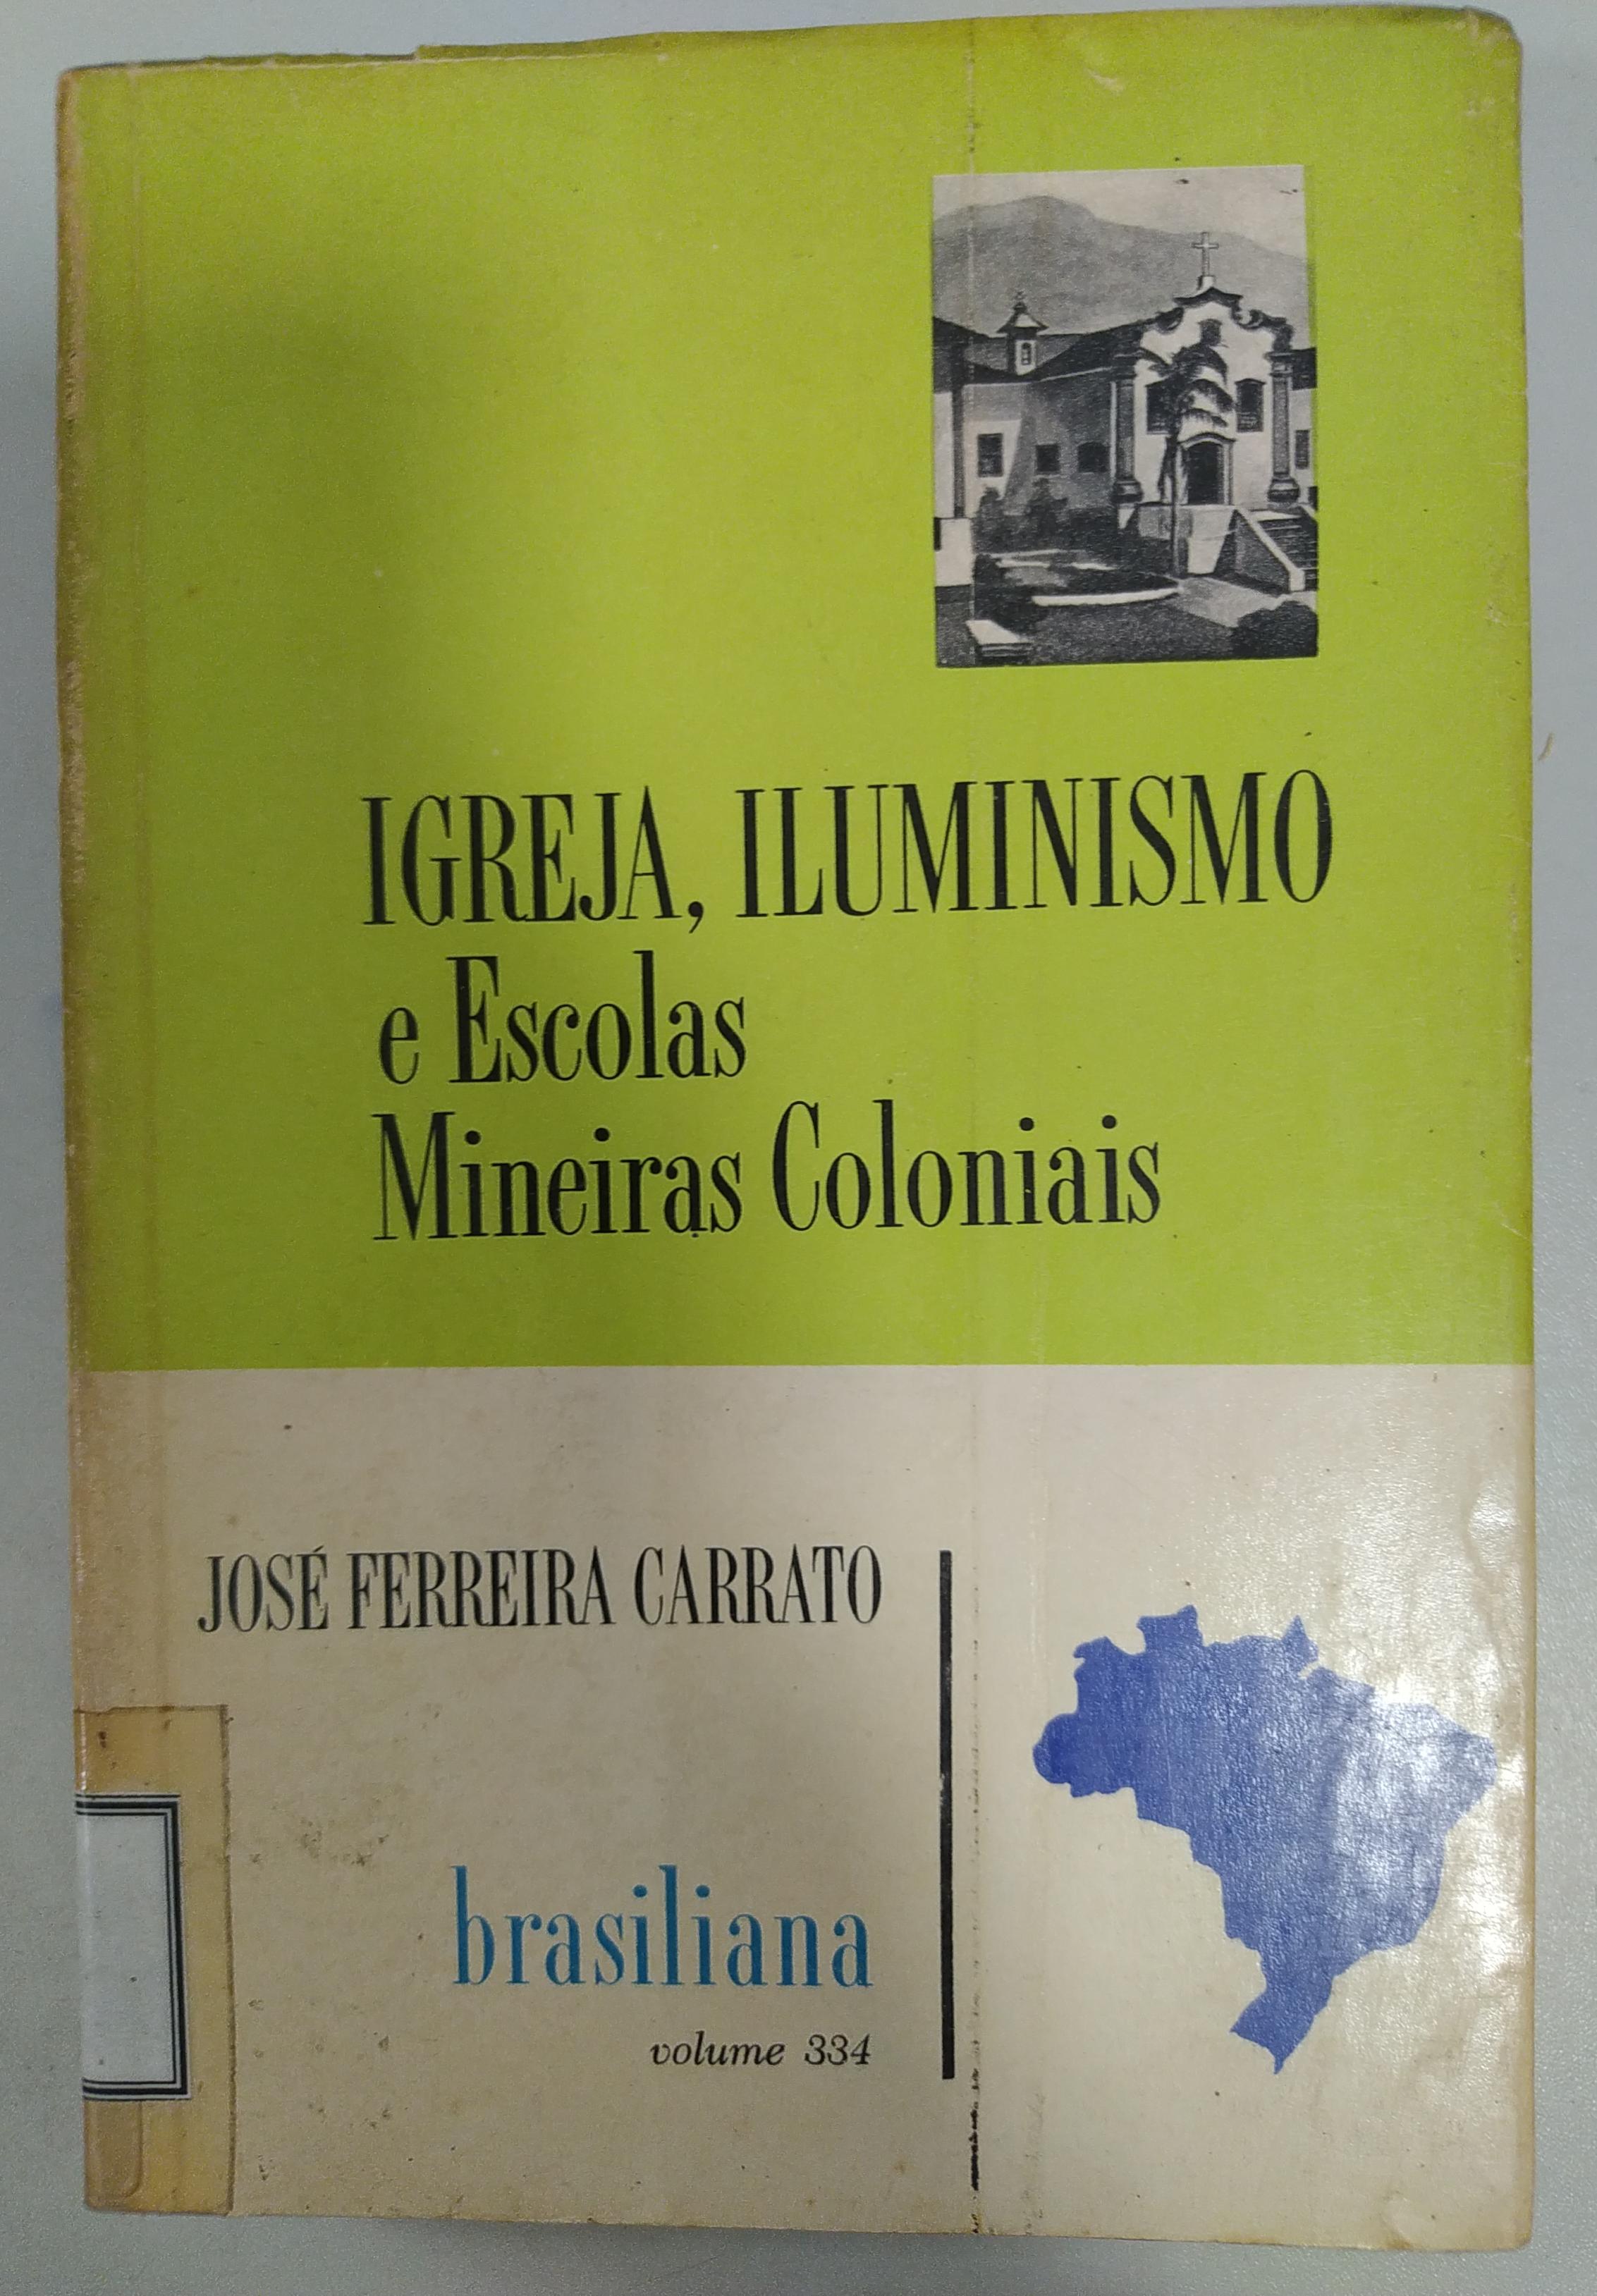 IGREJA, ILUMINISMO
e Escolas
Mineiras Coloniais
JOSÉ FERREIRA CARRATO
brasiliana
volume 334